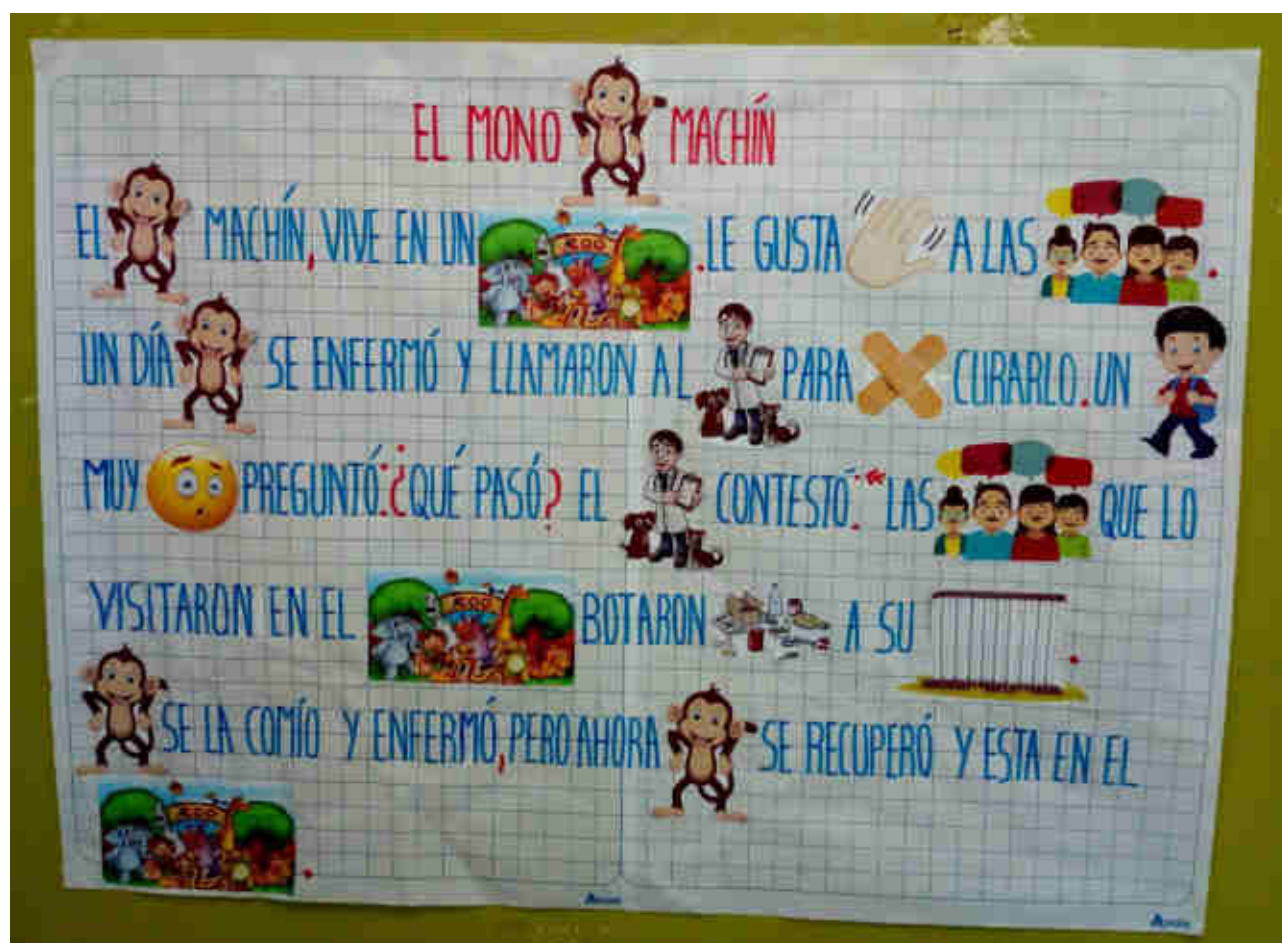 EL MONO MACHÍN
EL MACHÍN, VIVE EN UN ZOO .LE GUSTA A LAS .
UN DÍA SE ENFERMÓ Y LLAMARON AL PARA CURARLO.UN
MUY PREGUNTÓ:¿QUÉ PASÓ? EL CONTESTÓ:" LAS QUE LO
VISITARON EN EL ZOO BOTARON A SU .
SE LA COMÍO Y ENFERMÓ, PERO AHORA SE RECUPERÓ Y ESTA EN EL
ZOO .